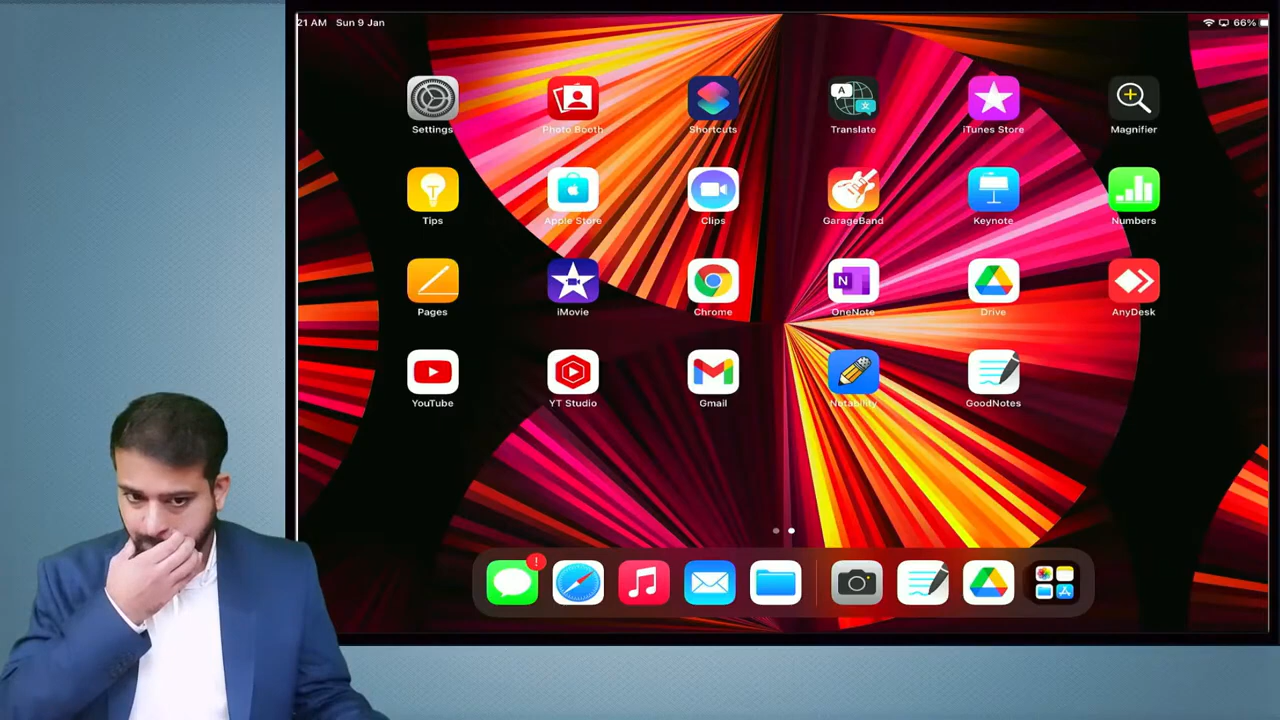 21 AM Sun 9 Jan 66%
Settings Photo Booth Shortcuts Translate iTunes Store Magnifier
Tips Apple Store Clips GarageBand Keynote Numbers
Pages iMovie Chrome OneNote Drive AnyDesk
YouTube YT Studio Gmail Notability GoodNotes